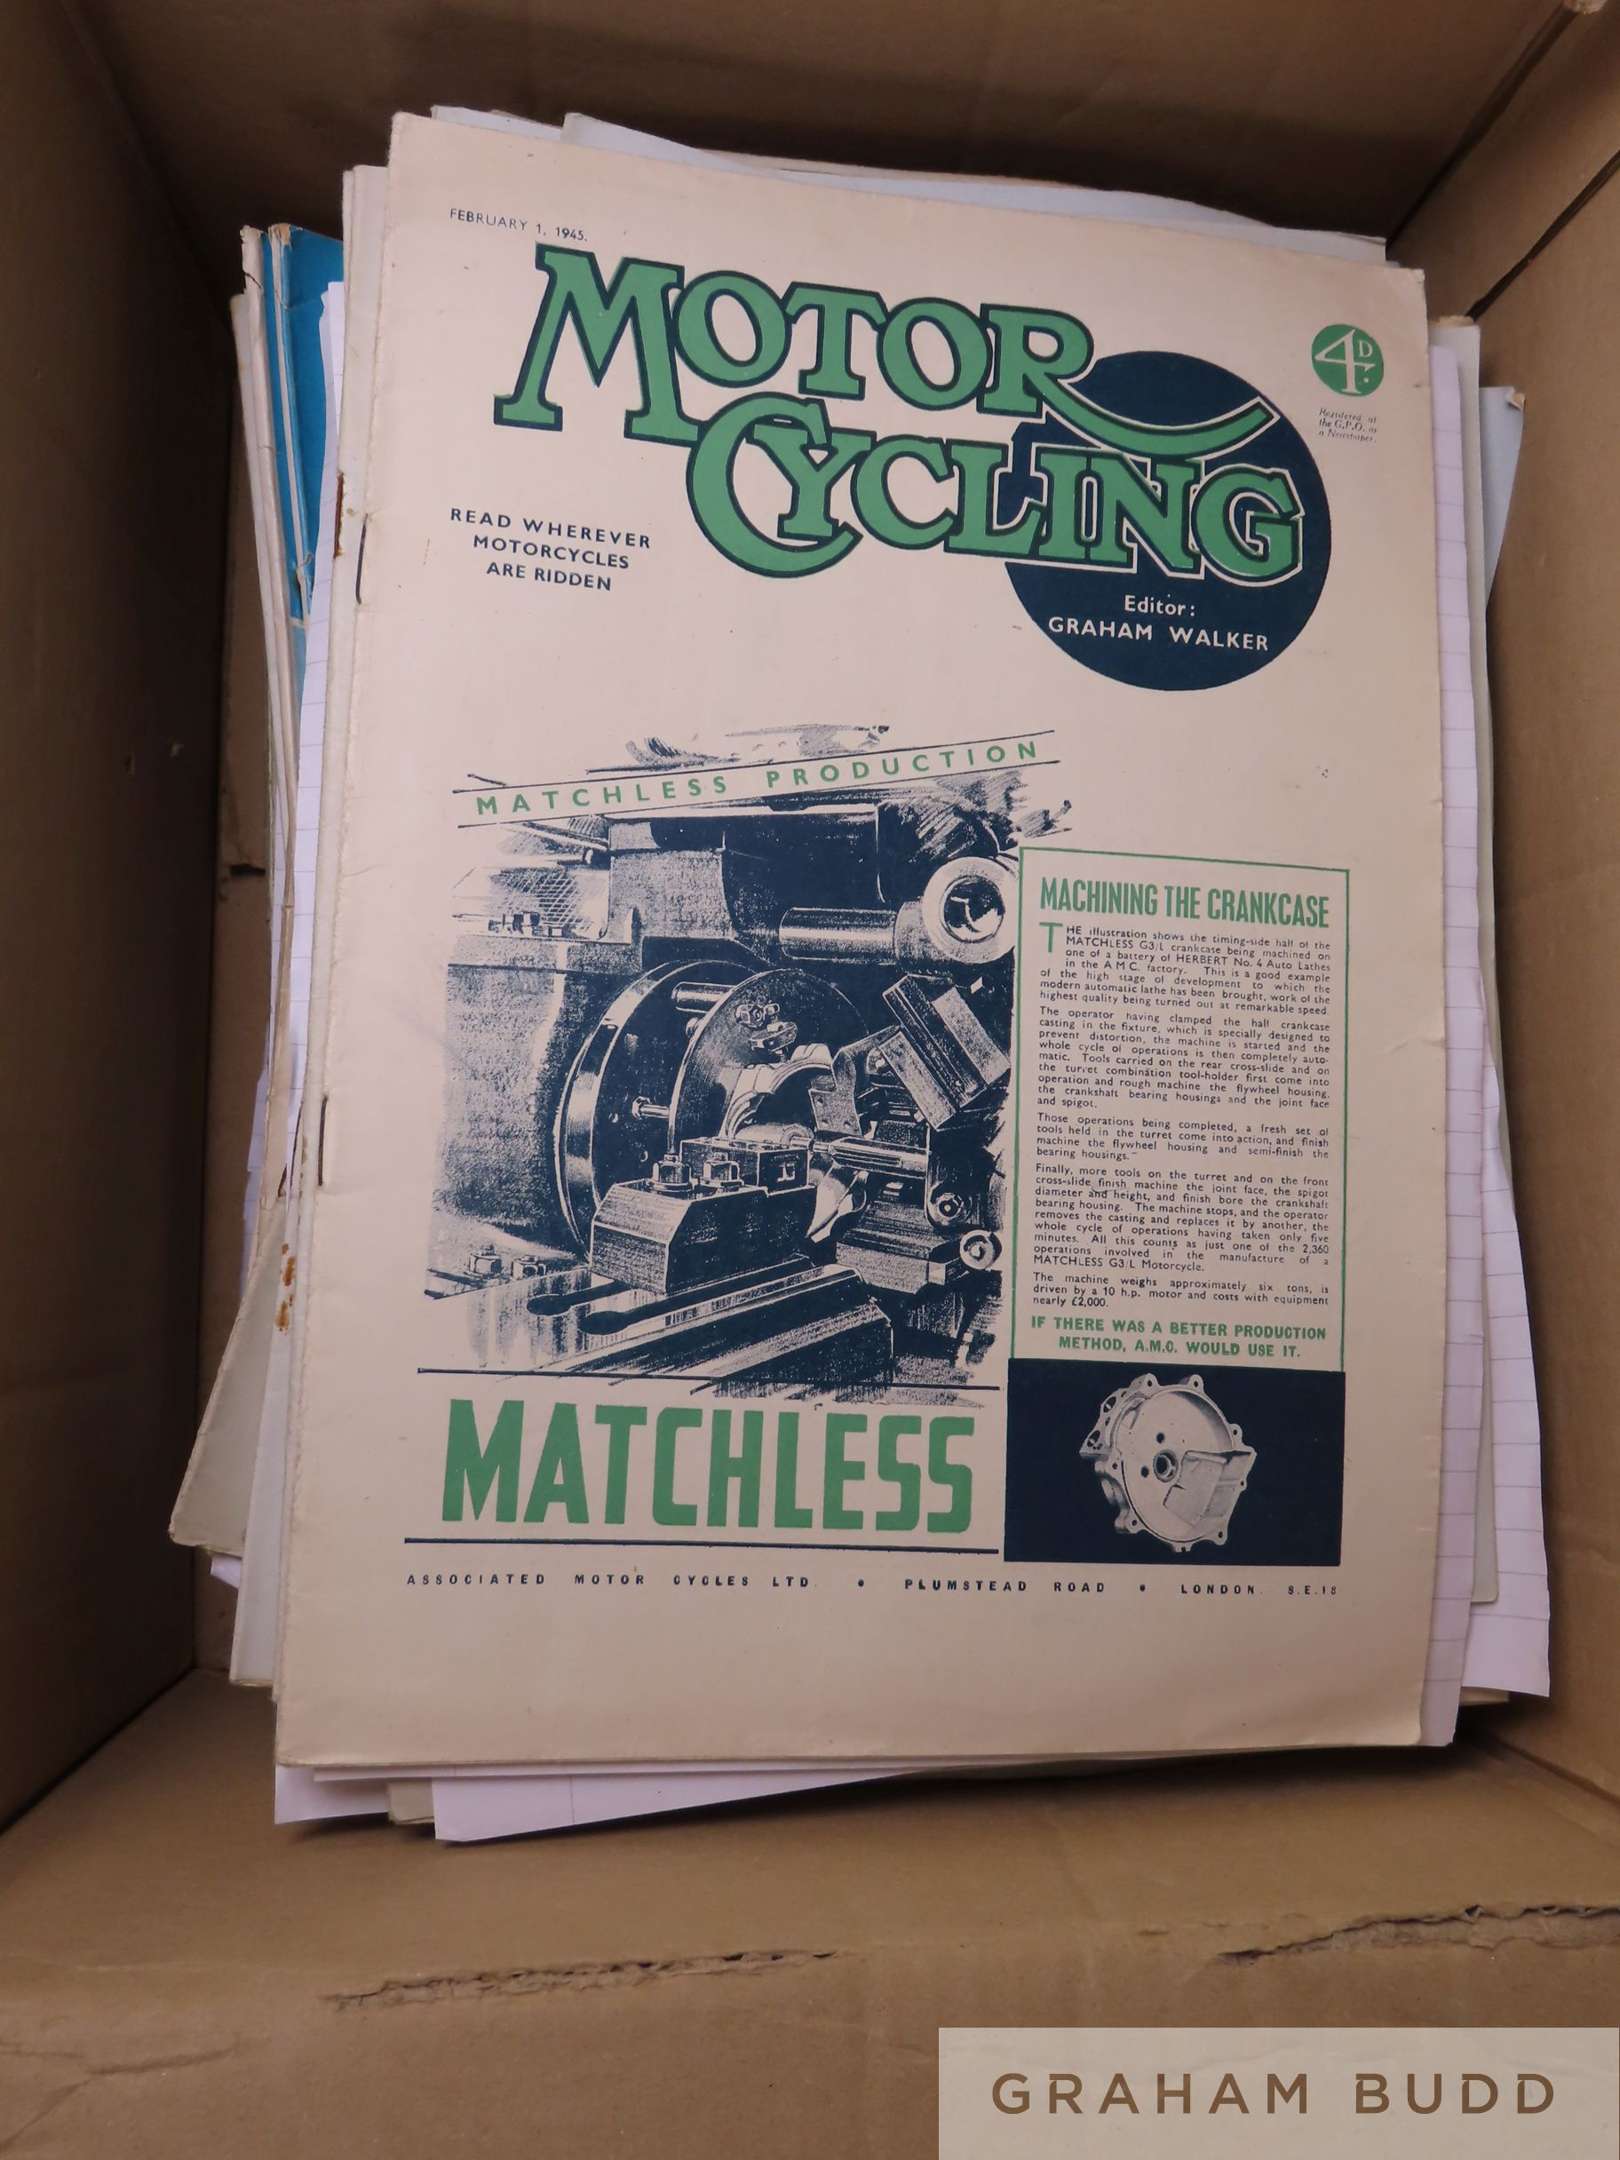 FEBRUARY 1, 1945.
MOTOR
CYCLING
4D.
Registered at
the G.P.O. as
a Newspaper.
READ WHEREVER
MOTORCYCLES
ARE RIDDEN
Editor:
GRAHAM WALKER
MATCHLESS PRODUCTION
MACHINING THE CRANKCASE
THE illustration shows the timing-side half of the
MATCHLESS G3/L crankcase being machined on
one of a battery of HERBERT No. 4 Auto Lathes
in the A.M.C. factory. This is a good example
of the high stage of development to which the
modern automatic lathe has been brought, work of the
highest quality being turned out at remarkable speed.
The operator having clamped the half crankcase
casting in the fixture, which is specially designed to
prevent distortion, the machine is started and the
whole cycle of operations is then completely auto-
matic. Tools carried on the rear cross-slide and on
the turret combination tool-holder first come into
operation and rough machine the flywheel housing,
the crankshaft bearing housings and the joint face
and spigot.
Those operations being completed, a fresh set of
tools held in the turret come into action, and finish
machine the flywheel housing and semi-finish the
bearing housings.
Finally, more tools on the turret and on the front
cross-slide finish machine the joint face, the spigot
diameter and height, and finish bore the crankshaft
bearing housing. The machine stops, and the operator
removes the casting and replaces it by another, the
whole cycle of operations having taken only five
minutes. All this counts as just one of the 2,360
operations involved in the manufacture of a
MATCHLESS G3/L Motorcycle.
The machine weighs approximately six tons, is
driven by a 10 h.p. motor and costs with equipment
nearly £2,000.
IF THERE WAS A BETTER PRODUCTION
METHOD, A.M.C. WOULD USE IT.
MATCHLESS
ASSOCIATED MOTOR CYCLES LTD. • PLUMSTEAD ROAD • LONDON. S.E.18
GRAHAM BUDD